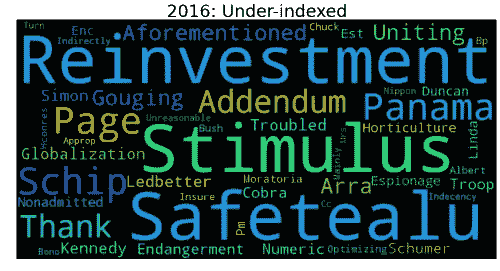 2016: Under-indexed
Turn Enc Aforementioned Chuck Est Uniting Bp
Indirectly
Reinvestment
Simon Gouging Addendum Nippon Duncan Panama
Page Unreasonable Bush Troubled Horticulture Linda
Hconres Approp Mainly Mrs
Globalization Stimulus Albert
Schip Ledbetter Moratoria Arra Espionage Troop
Nonadmitted Insure Cobra Cc Indecency
Thank Safetealu
Pm
Bono Kennedy Endangerment Numeric Optimizing Schumer